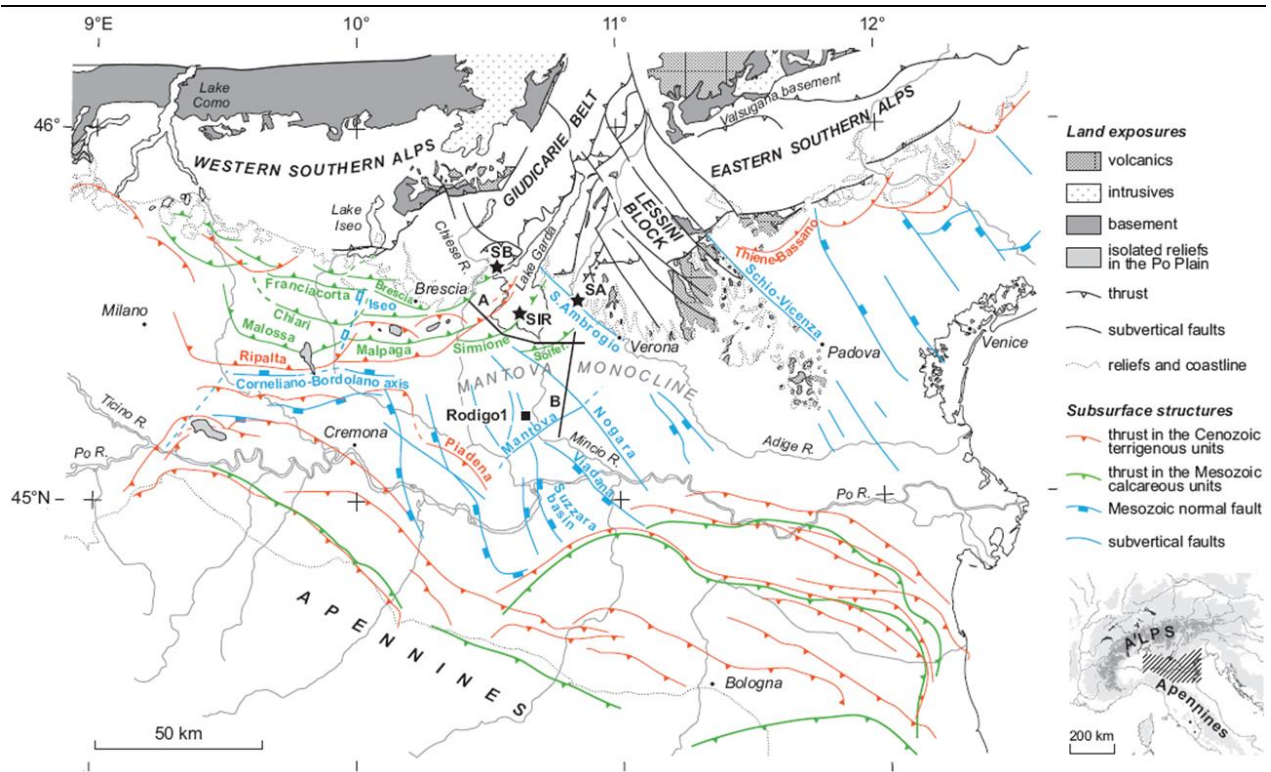 9°E
10°
11°
12°
46°
45°N
Lake
Como
WESTERN SOUTHERN ALPS
GIUDICARIE BELT
Valsugana basement
EASTERN SOUTHERN ALPS
LESSINI
BLOCK
Lake
Iseo
Chiese R.
SB
Lake Garda
SA
SIR
A
B
S.Ambrogio
Schio-Vicenza
Thiene-Bassano
Franciacorta
Brescia
Brescia
Iseo
Chiari
Malossa
Milano
Ripalta
Malpaga
Sirmione
Solfer.
Verona
Padova
Venice
Corneliano-Bordolano axis
MANTOVA MONOCLINE
Rodigo1
Mantova
Nogara
Ticino R.
Cremona
Piadena
Mincio R.
Adige R.
Po R.
Viadana
Suzzara
basin
Po R.
APENNINES
Bologna
50 km
Land exposures
volcanics
intrusives
basement
isolated reliefs
in the Po Plain
thrust
subvertical faults
reliefs and coastline
Subsurface structures
thrust in the Cenozoic
terrigenous units
thrust in the Mesozoic
calcareous units
Mesozoic normal fault
subvertical faults
ALPS
Apennines
200 km